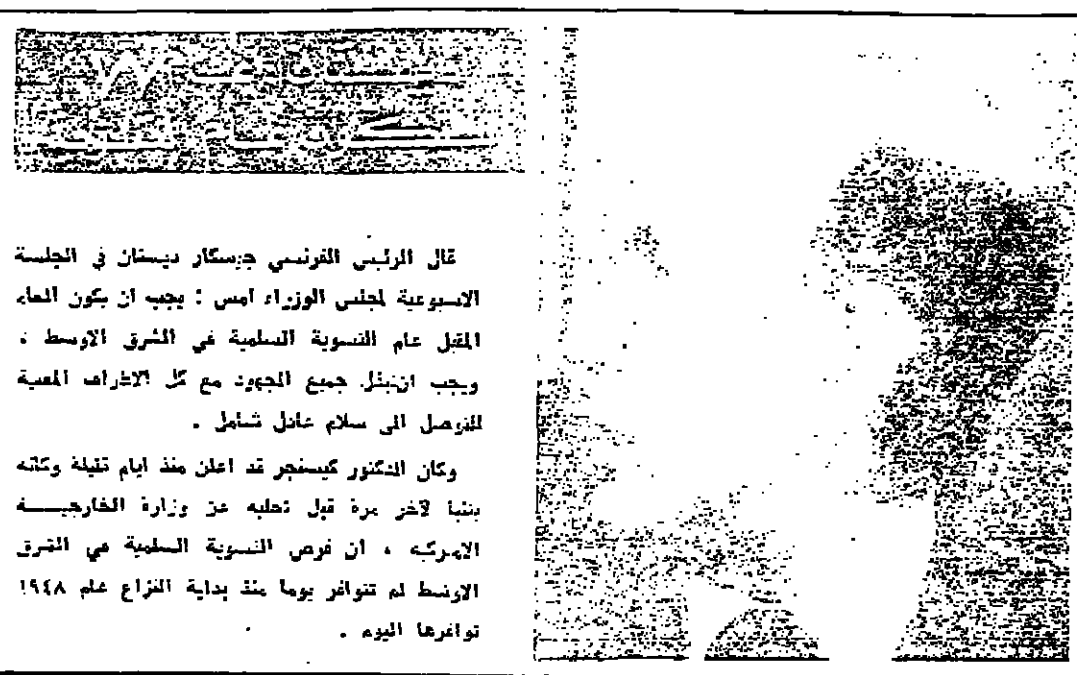 ٧٧
قال الرئيس الفرنسي جيسكار ديستان في الجلسة
الاسبوعية لمجلس الوزراء امس : يجب ان يكون العام
المقبل عام التسوية السلمية في الشرق الاوسط .
ويجب ان تبذل جميع الجهود مع كل الاطراف المعنية
للتوصل الى سلام عادل شامل .
وكان الدكتور كيسنجر قد اعلن منذ ايام قليلة وكأنه
يتنبأ لآخر مرة قبل تخليه عن وزارة الخارجيـــة
الاميركية ، ان فرص التسوية السلمية في الشرق
الاوسط لم تتوافر يوما منذ بداية النزاع عام ١٩٤٨
توافرها اليوم .